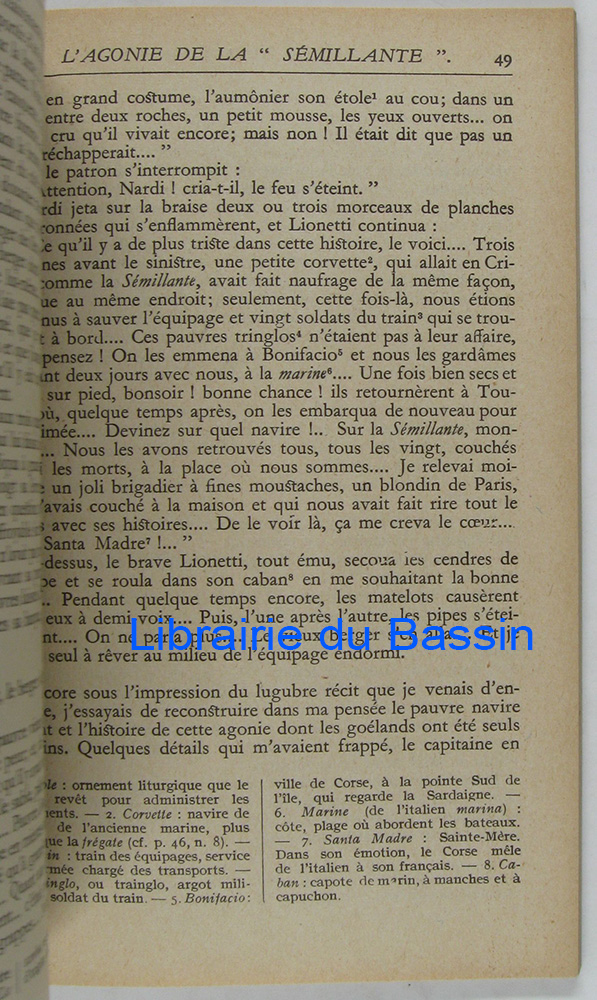 L'AGONIE DE LA “ SÉMILLANTE ”. 49
en grand costume, l'aumônier son étole¹ au cou; dans un
entre deux roches, un petit mousse, les yeux ouverts... on
cru qu'il vivait encore; mais non ! Il était dit que pas un
réchapperait.... ”
le patron s'interrompit :
ttention, Nardi ! cria-t-il, le feu s'éteint. ”
rdi jeta sur la braise deux ou trois morceaux de planches
onnées qui s'enflammèrent, et Lionetti continua :
e qu'il y a de plus triste dans cette histoire, le voici.... Trois
nes avant le sinistre, une petite corvette², qui allait en Cri-
comme la Sémillante, avait fait naufrage de la même façon,
ue au même endroit; seulement, cette fois-là, nous étions
nus à sauver l'équipage et vingt soldats du train³ qui se trou-
t à bord.... Ces pauvres tringlos⁴ n'étaient pas à leur affaire,
pensez ! On les emmena à Bonifacio⁵ et nous les gardâmes
nt deux jours avec nous, à la marine⁶.... Une fois bien secs et
sur pied, bonsoir ! bonne chance ! ils retournèrent à Tou-
où, quelque temps après, on les embarqua de nouveau pour
imée.... Devinez sur quel navire !... Sur la Sémillante, mon-
... Nous les avons retrouvés tous, tous les vingt, couchés
i les morts, à la place où nous sommes.... Je relevai moi-
un joli brigadier à fines moustaches, un blondin de Paris,
'avais couché à la maison et qui nous avait fait rire tout le
s avec ses histoires.... De le voir là, ça me creva le cœur....
Santa Madre⁷ !... ”
-dessus, le brave Lionetti, tout ému, secoua les cendres de
pe et se roula dans son caban⁸ en me souhaitant la bonne
.. Pendant quelque temps encore, les matelots causèrent
eux à demi-voix.... Puis, l'une après l'autre, les pipes s'étei-
nt.... On ne parla plus.... Le vieux berger s'en alla.... Et je
seul à rêver au milieu de l'équipage endormi.
Librairie du Bassin
core sous l'impression du lugubre récit que je venais d'en-
e, j'essayais de reconstruire dans ma pensée le pauvre navire
t et l'histoire de cette agonie dont les goélands ont été seuls
ins. Quelques détails qui m'avaient frappé, le capitaine en
ole : ornement liturgique que le
revêt pour administrer les
ments. — 2. Corvette : navire de
de l'ancienne marine, plus
que la frégate (cf. p. 46, n. 8). —
in : train des équipages, service
mée chargé des transports. —
inglo, ou trainglo, argot mili-
soldat du train. — 5. Bonifacio :
ville de Corse, à la pointe Sud de
l'île, qui regarde la Sardaigne. —
6. Marine (de l'italien marina) :
côte, plage où abordent les bateaux.
— 7. Santa Madre : Sainte-Mère.
Dans son émotion, le Corse mêle
de l'italien à son français. — 8. Ca-
ban : capote de marin, à manches et à
capuchon.